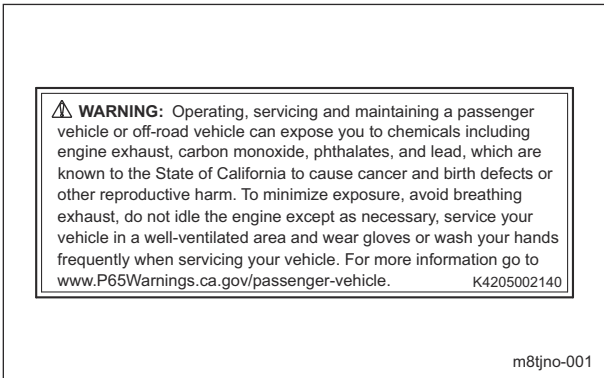 ⚠ WARNING: Operating, servicing and maintaining a passenger
vehicle or off-road vehicle can expose you to chemicals including
engine exhaust, carbon monoxide, phthalates, and lead, which are
known to the State of California to cause cancer and birth defects or
other reproductive harm. To minimize exposure, avoid breathing
exhaust, do not idle the engine except as necessary, service your
vehicle in a well-ventilated area and wear gloves or wash your hands
frequently when servicing your vehicle. For more information go to
www.P65Warnings.ca.gov/passenger-vehicle. K4205002140
m8tjno-001